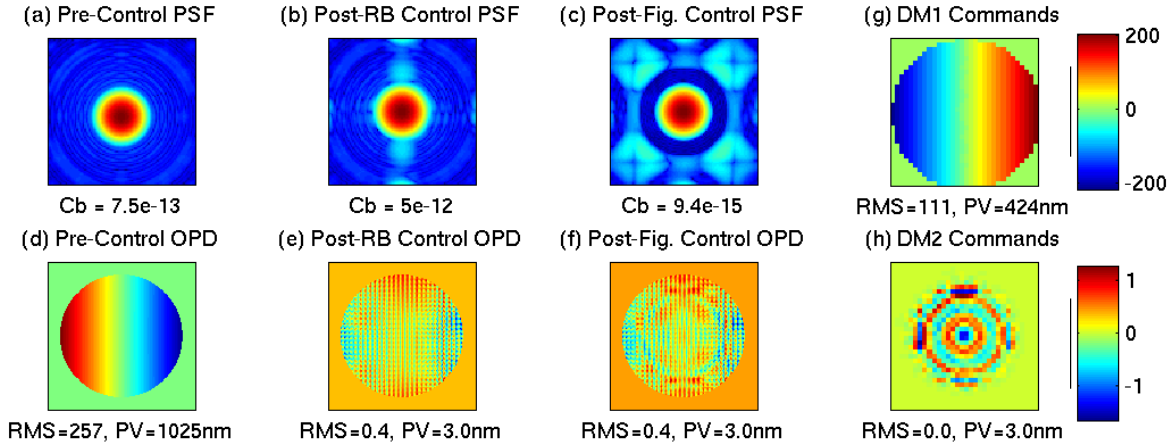 (a) Pre-Control PSF
(b) Post-RB Control PSF
(c) Post-Fig. Control PSF
(g) DM1 Commands
200
0
-200
Cb = 7.5e-13
Cb = 5e-12
Cb = 9.4e-15
RMS=111, PV=424nm
(d) Pre-Control OPD
(e) Post-RB Control OPD
(f) Post-Fig. Control OPD
(h) DM2 Commands
1
0
-1
RMS=257, PV=1025nm
RMS=0.4, PV=3.0nm
RMS=0.4, PV=3.0nm
RMS=0.0, PV=3.0nm